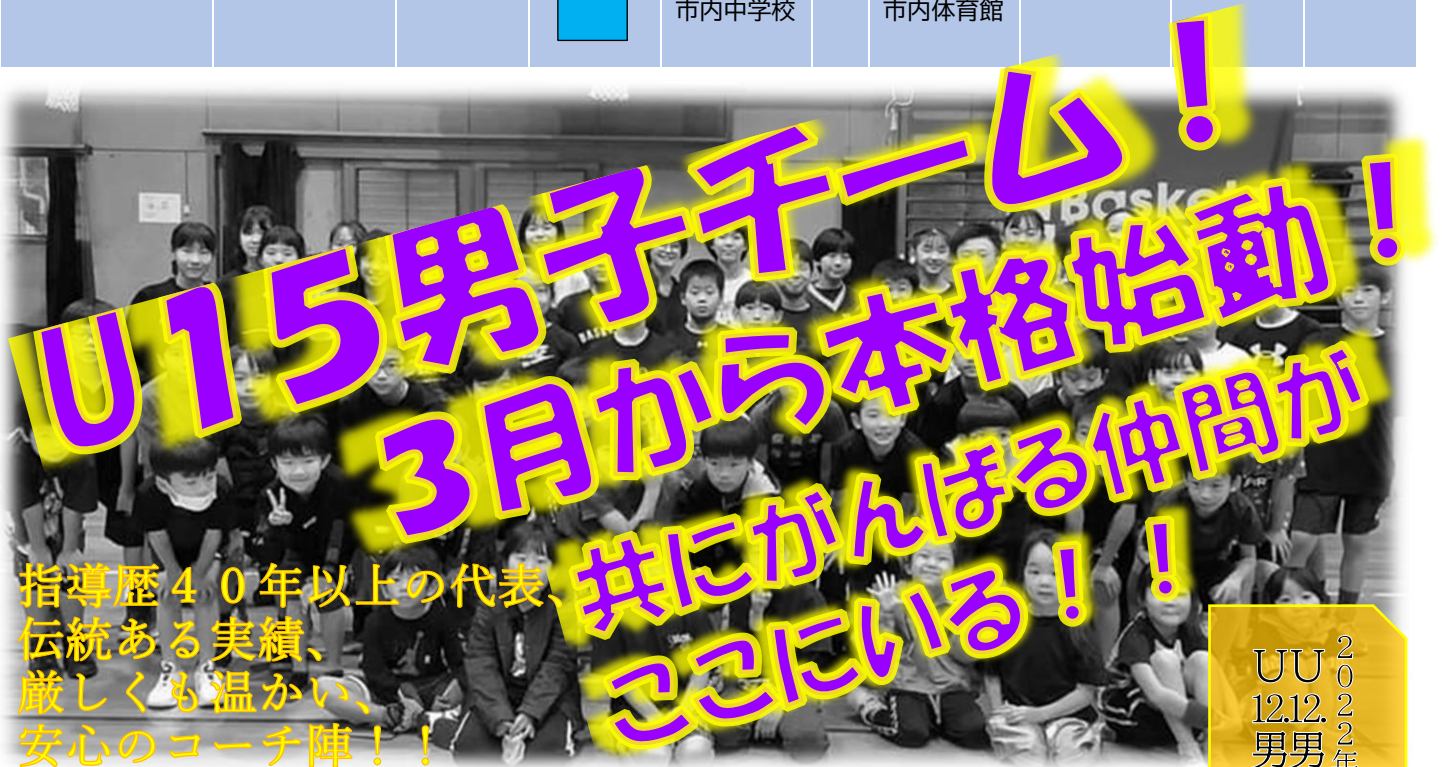 市内中学校
市内体育館
U15男子チーム！
3月から本格始動！
共にがんばる仲間が
ここにいる！！
指導歴４０年以上の代表、
伝統ある実績、
厳しくも温かい、
安心のコーチ陣！！
2022年
U12.男
U12.男